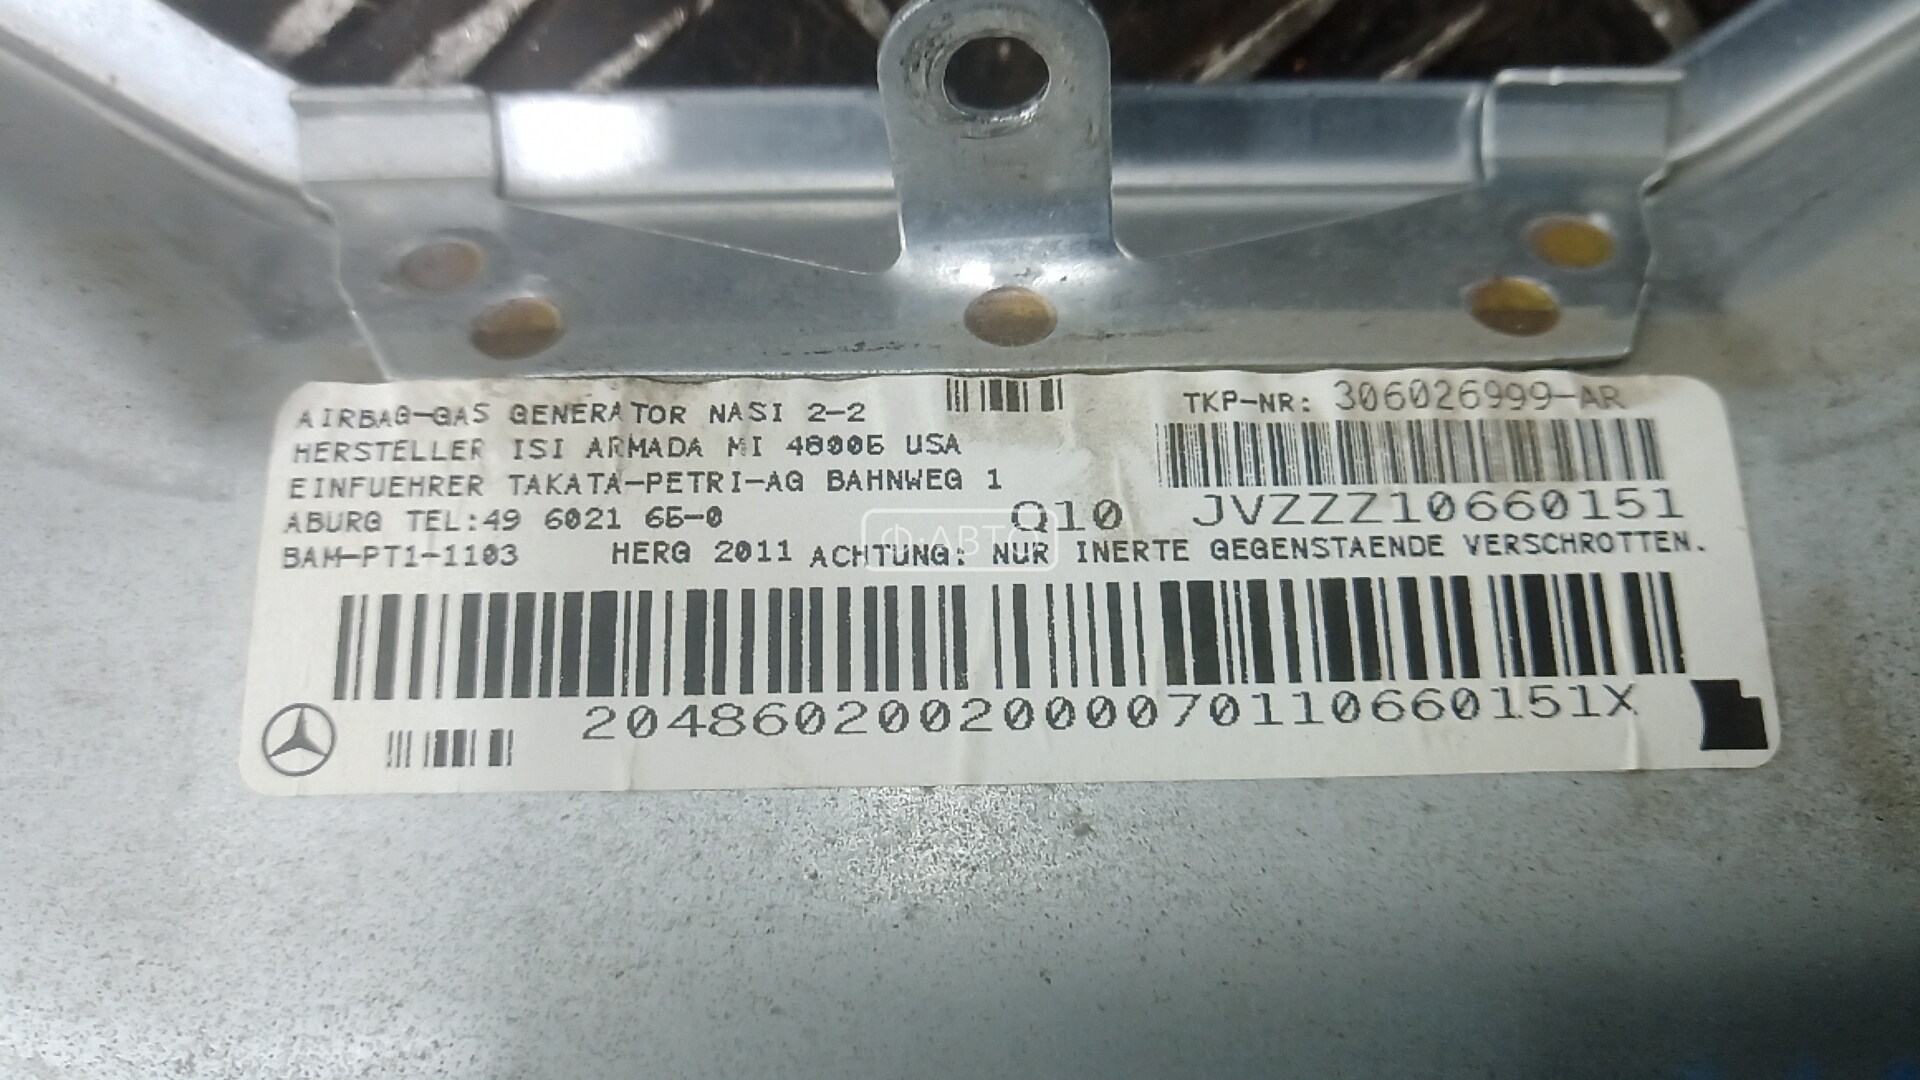 AIRBAG-GAS GENERATOR NASI 2-2
TKP-NR: 306026999-AR
HERSTELLER ISI ARMADA MI 48005 USA
EINFUEHRER TAKATA-PETRI-AG BAHNWEG 1
ABURG TEL:49 6021 65-0
Q10 JVZZZ10660151
BAM-PT1-1103 HERG 2011 ACHTUNG: NUR INERTE GEGENSTAENDE VERSCHROTTEN.
2048602002000070110660151X
АВТО